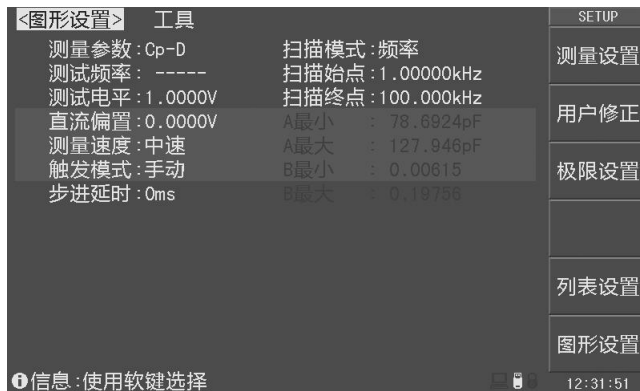 <图形设置> 工具 SETUP
测量参数:Cp-D 扫描模式:频率
测试频率: ----- 扫描始点:1.00000kHz
测试电平:1.0000V 扫描终点:100.000kHz
直流偏置:0.0000V A最小 : 78.6924pF
测量速度:中速 A最大 : 127.946pF
触发模式:手动 B最小 : 0.00615
步进延时:0ms B最大 : 0.19756
测量设置
用户修正
极限设置
列表设置
图形设置
信息:使用软键选择
12:31:51